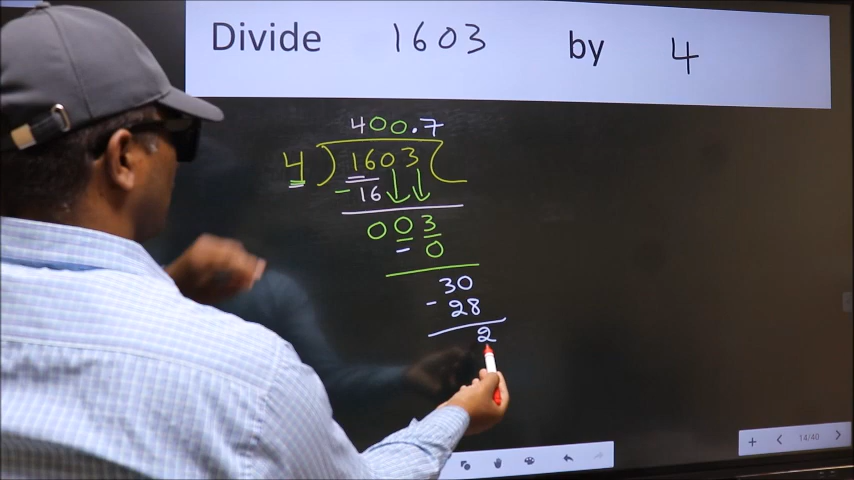 Divide 1603 by 4
400.7
4 ) 1603 (
- 16
003
0
30
- 28
2
+ < 14/40 >